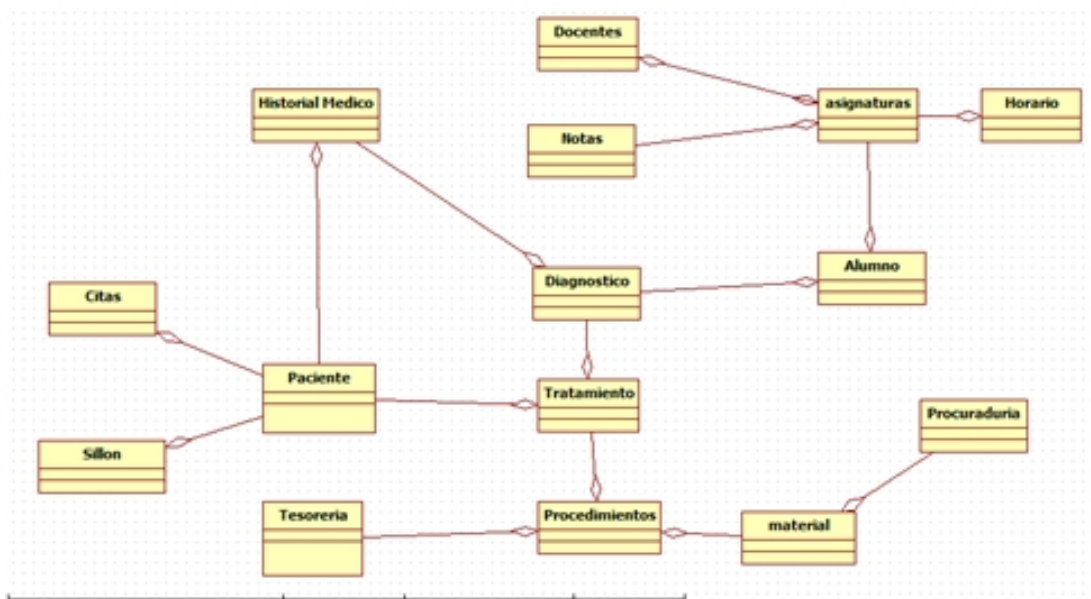 Docentes
Historial Medico
asignaturas
Horario
Notas
Alumno
Diagnostico
Citas
Paciente
Tratamiento
Procuraduria
Sillon
Tesoreria
Procedimientos
material